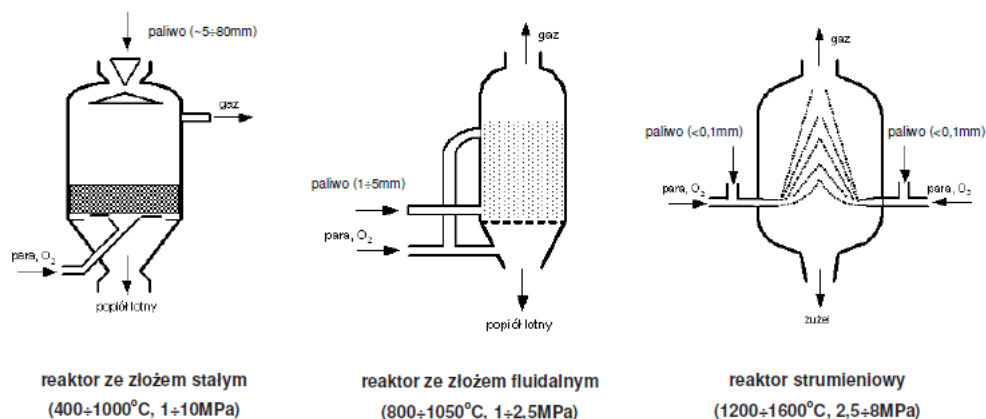 paliwo (~5÷80mm)
gaz
para, O₂
popiół lotny
reaktor ze złożem stałym
(400÷1000°C, 1÷10MPa)
gaz
paliwo (1÷5mm)
para, O₂
popiół lotny
reaktor ze złożem fluidalnym
(800÷1050°C, 1÷2,5MPa)
gaz
paliwo (<0,1mm)
paliwo (<0,1mm)
para, O₂
para, O₂
żużel
reaktor strumieniowy
(1200÷1600°C, 2,5÷8MPa)